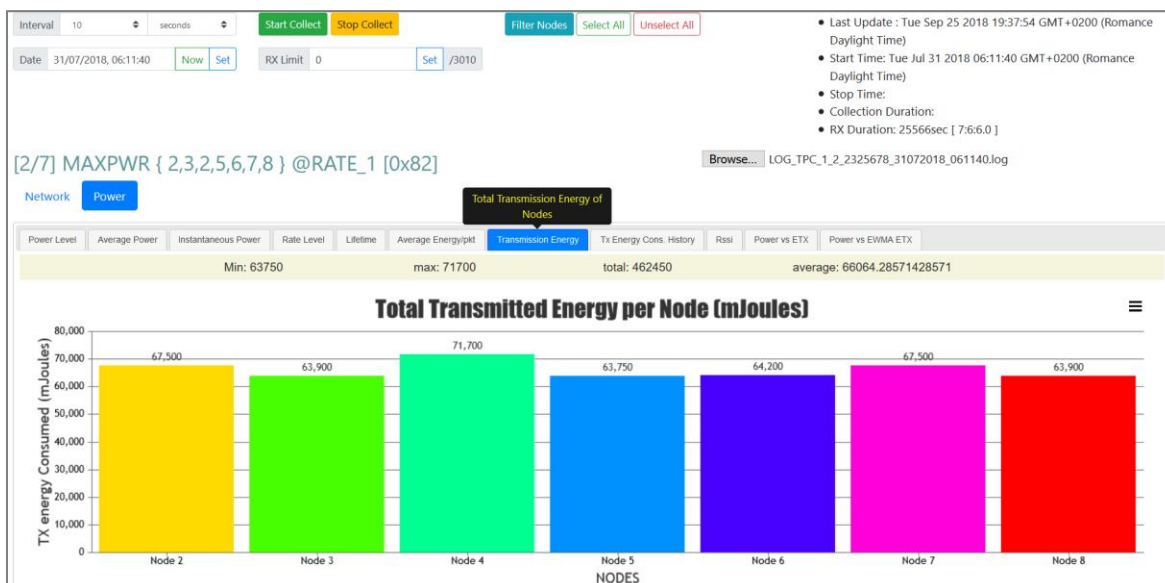 Interval 10 seconds Start Collect Stop Collect Filter Nodes Select All Unselect All
Date 31/07/2018, 06:11:40 Now Set RX Limit 0 Set /3010
Last Update : Tue Sep 25 2018 19:37:54 GMT+0200 (Romance
Daylight Time)
Start Time: Tue Jul 31 2018 06:11:40 GMT+0200 (Romance
Daylight Time)
Stop Time:
Collection Duration:
RX Duration: 25566sec [ 7:6:6.0 ]
[2/7] MAXPWR { 2,3,2,5,6,7,8 } @RATE_1 [0x82]
Browse... LOG_TPC_1_2_2325678_31072018_061140.log
Network Power
Total Transmission Energy of
Nodes
Power Level Average Power Instantaneous Power Rate Level Lifetime Average Energy/pkt Transmission Energy Tx Energy Cons. History Rssi Power vs ETX Power vs EWMA ETX
Min: 63750 max: 71700 total: 462450 average: 66064.28571428571
Total Transmitted Energy per Node (mJoules)
TX energy Consumed (mJoules)
80,000
70,000
60,000
50,000
40,000
30,000
20,000
10,000
0
67,500 63,900 71,700 63,750 64,200 67,500 63,900
Node 2 Node 3 Node 4 Node 5 Node 6 Node 7 Node 8
NODES